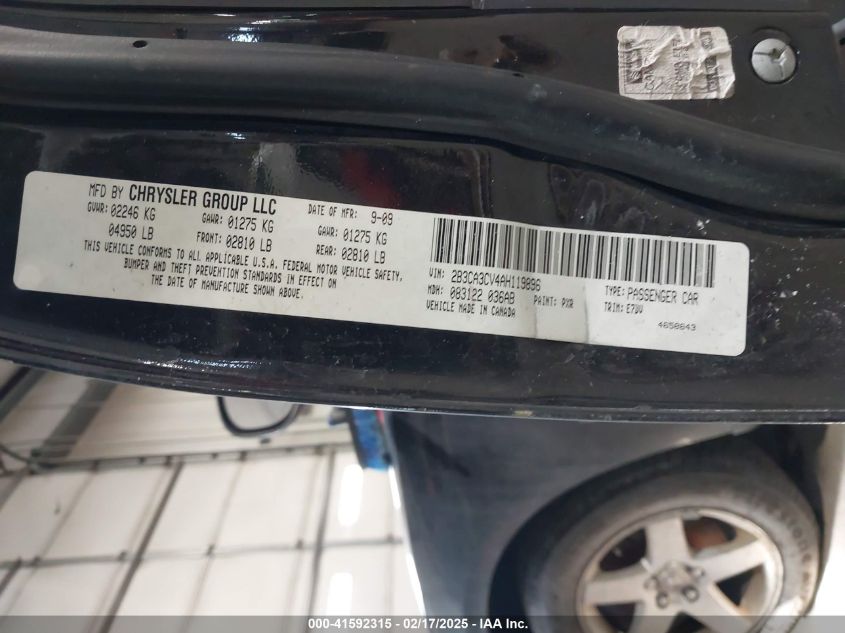 MFD BY CHRYSLER GROUP LLC
DATE OF MFR: 9-09
GVWR: 02246 KG
GAWR: 01275 KG
GAWR: 01275 KG
04950 LB
FRONT: 02810 LB
REAR: 02810 LB
THIS VEHICLE CONFORMS TO ALL APPLICABLE U.S.A. FEDERAL MOTOR VEHICLE SAFETY,
BUMPER AND THEFT PREVENTION STANDARDS IN EFFECT ON
THE DATE OF MANUFACTURE SHOWN ABOVE.
VIN: 2B3CA3CV4AH119896
TYPE: PASSENGER CAR
MDH: 083122 036AB
PAINT: PXR
TRIM: E7DV
VEHICLE MADE IN CANADA
4658643
000-41592315 - 02/17/2025 - IAA Inc.